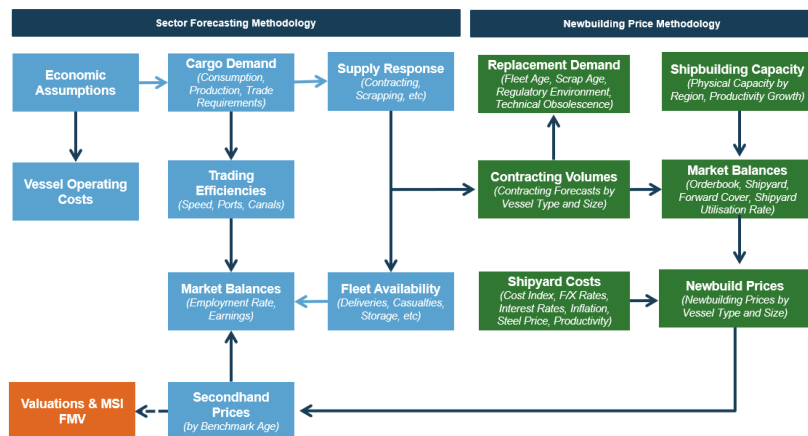 Sector Forecasting Methodology
Newbuilding Price Methodology
Economic
Assumptions
Cargo Demand
(Consumption,
Production, Trade
Requirements)
Supply Response
(Contracting,
Scrapping, etc)
Replacement Demand
(Fleet Age, Scrap Age,
Regulatory Environment,
Technical Obsolescence)
Shipbuilding Capacity
(Physical Capacity by
Region, Productivity Growth)
Vessel Operating
Costs
Trading
Efficiencies
(Speed, Ports, Canals)
Contracting Volumes
(Contracting Forecasts by
Vessel Type and Size)
Market Balances
(Orderbook, Shipyard,
Forward Cover, Shipyard
Utilisation Rate)
Market Balances
(Employment Rate,
Earnings)
Fleet Availability
(Deliveries, Casualties,
Storage, etc)
Shipyard Costs
(Cost Index, F/X Rates,
Interest Rates, Inflation,
Steel Price, Productivity)
Newbuild Prices
(Newbuilding Prices by
Vessel Type and Size)
Valuations & MSI
FMV
Secondhand
Prices
(by Benchmark Age)